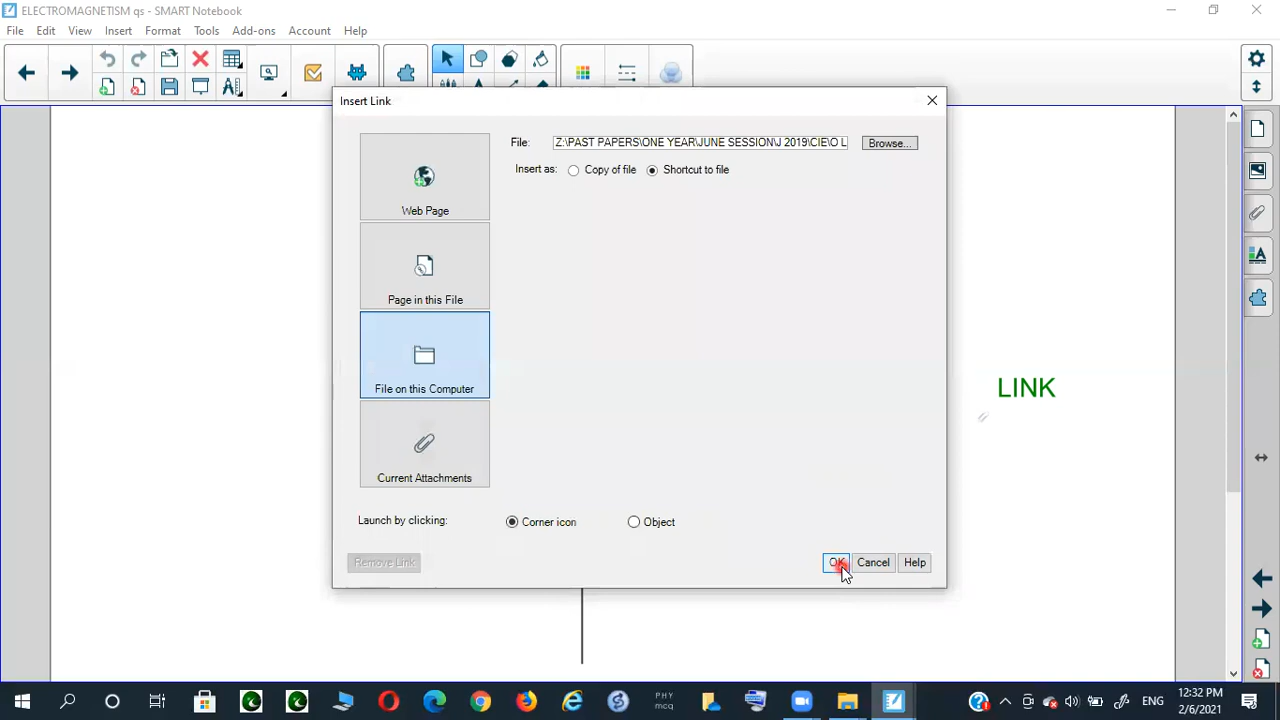 ELECTROMAGNETISM qs - SMART Notebook
File Edit View Insert Format Tools Add-ons Account Help
Insert Link
File: Z:\PAST PAPERS\ONE YEAR\JUNE SESSION\J 2019\CIE\O L Browse...
Insert as: Copy of file Shortcut to file
Web Page
Page in this File
File on this Computer
LINK
Current Attachments
Launch by clicking: Corner icon Object
Remove Link OK Cancel Help
PHY
mcq
ENG
12:32 PM
2/6/2021